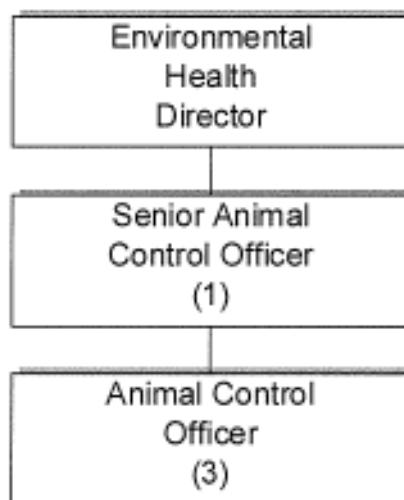 Environmental
Health
Director
Senior Animal
Control Officer
(1)
Animal Control
Officer
(3)